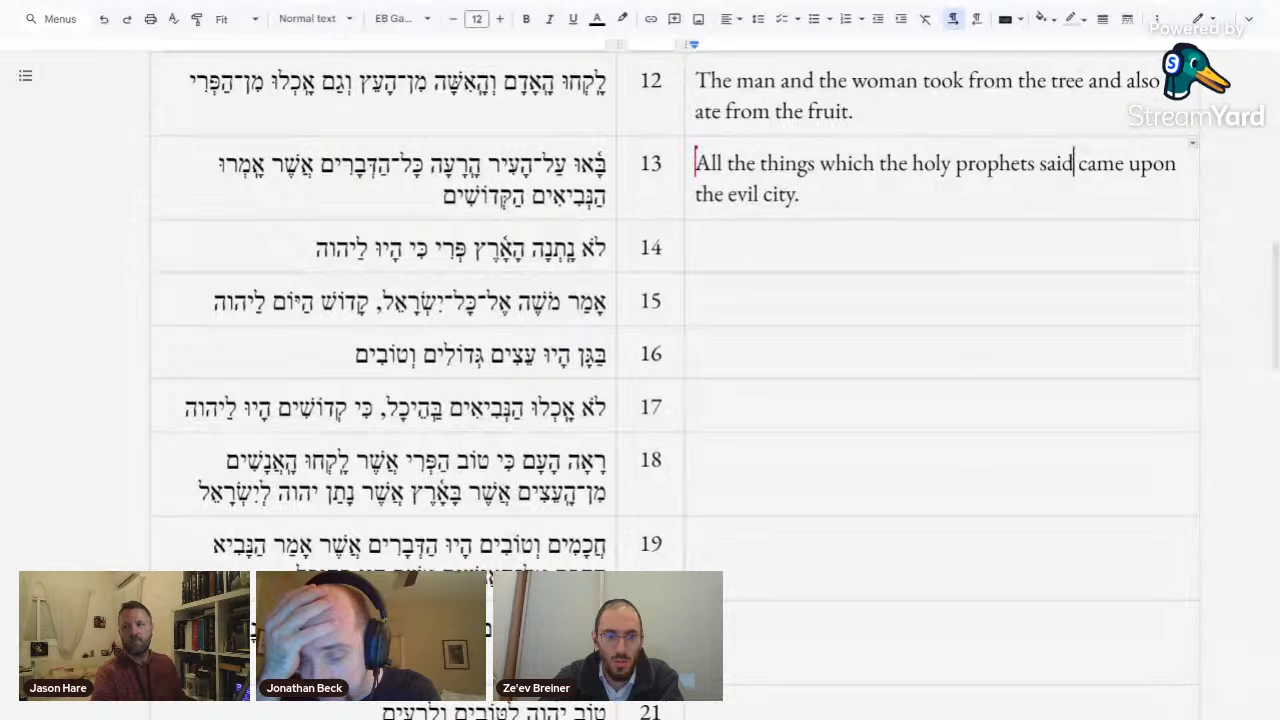 Menus
Fit
Normal text
EB Ga...
12
Powered by
StreamYard
לָֽקְחוּ הָֽאָדָם וְהָֽאִשָּׁה מִן־הָעֵץ וְגַם אָֽכְלוּ מִן־הַפְּרִי
12
The man and the woman took from the tree and also
ate from the fruit.
בָּ֫אוּ עַל־הָעִיר הָֽרָעָה כָּל־הַדְּבָרִים אֲשֶׁר אָֽמְרוּ
הַנְּבִיאִים הַקְּדוֹשִׁים
13
All the things which the holy prophets said came upon
the evil city.
לֹא נָֽתְנָה הָאָ֫רֶץ פְּרִי כִּי הָיוּ לַיהוה
14
אָמַר מֹשֶׁה אֶל־כָּל־יִשְׂרָאֵל, קָדוֹשׁ הַיּוֹם לַיהוה
15
בַּגָּן הָיוּ עֵצִים גְּדוֹלִים וְטוֹבִים
16
לֹא אָֽכְלוּ הַנְּבִיאִים בַּֽהֵיכָל, כִּי קְדוֹשִׁים הָיוּ לַיהוה
17
רָאָה הָעָם כִּי טוֹב הַפְּרִי אֲשֶׁר לָֽקְחוּ הָֽאֲנָשִׁים
מִן־הָֽעֵצִים אֲשֶׁר בָּאָ֫רֶץ אֲשֶׁר נָתַן יהוה לְיִשְׂרָאֵל
18
חֲכָמִים וְטוֹבִים הָיוּ הַדְּבָרִים אֲשֶׁר אָמַר הַנָּבִיא
19
טוֹב יהוה לַטּוֹבִים וְלָרָעִים
21
Jason Hare
Jonathan Beck
Ze'ev Breiner